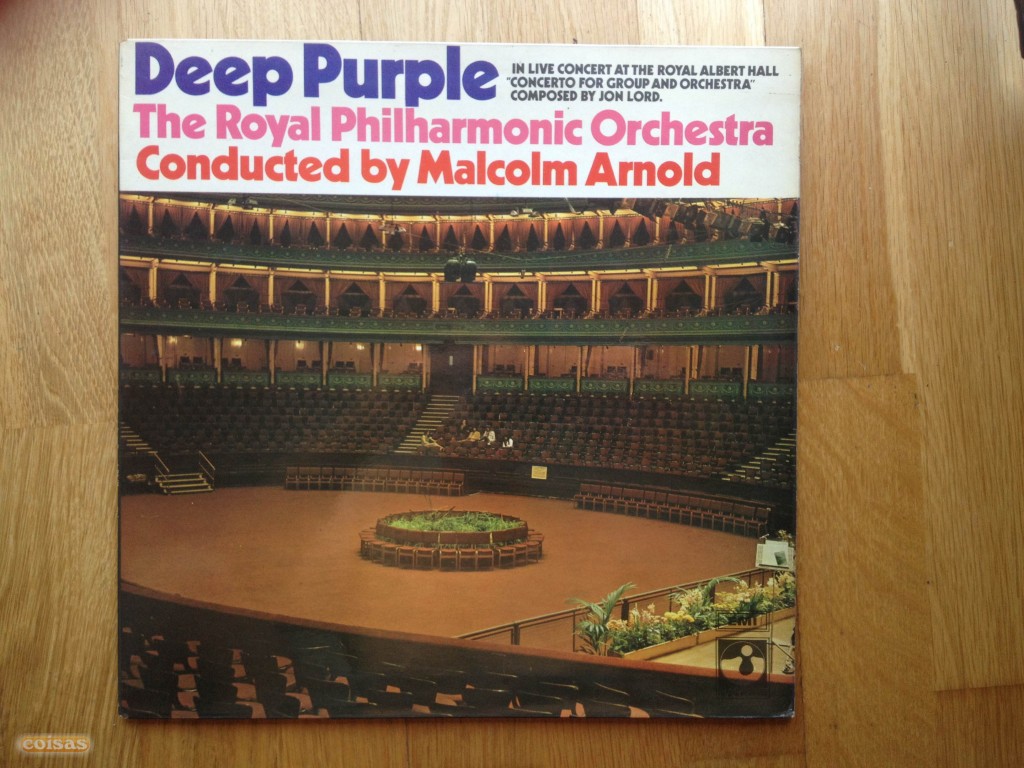 Deep Purple
IN LIVE CONCERT AT THE ROYAL ALBERT HALL
"CONCERTO FOR GROUP AND ORCHESTRA"
COMPOSED BY JON LORD.
The Royal Philharmonic Orchestra
Conducted by Malcolm Arnold
EMI
coisas